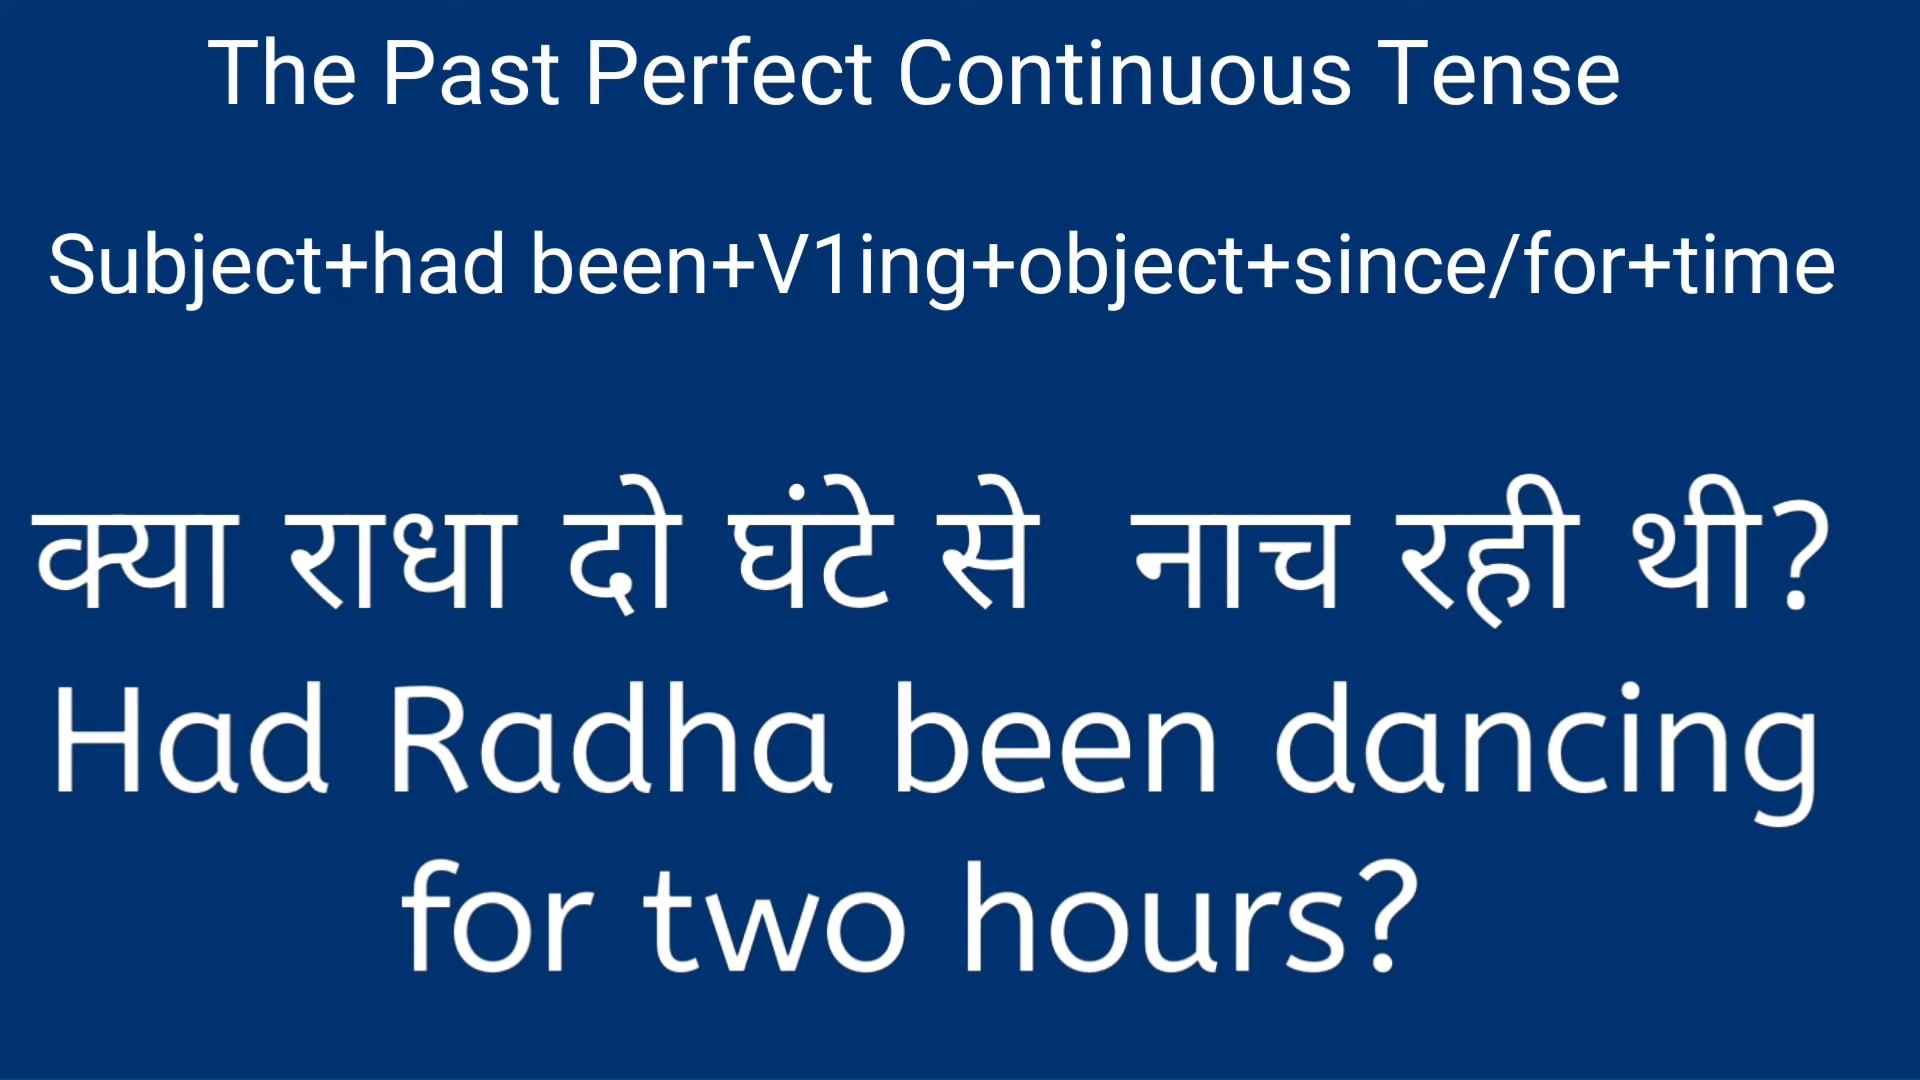 The Past Perfect Continuous Tense
Subject+had been+V1ing+object+since/for+time
क्या राधा दो घंटे से नाच रही थी?
Had Radha been dancing
for two hours?